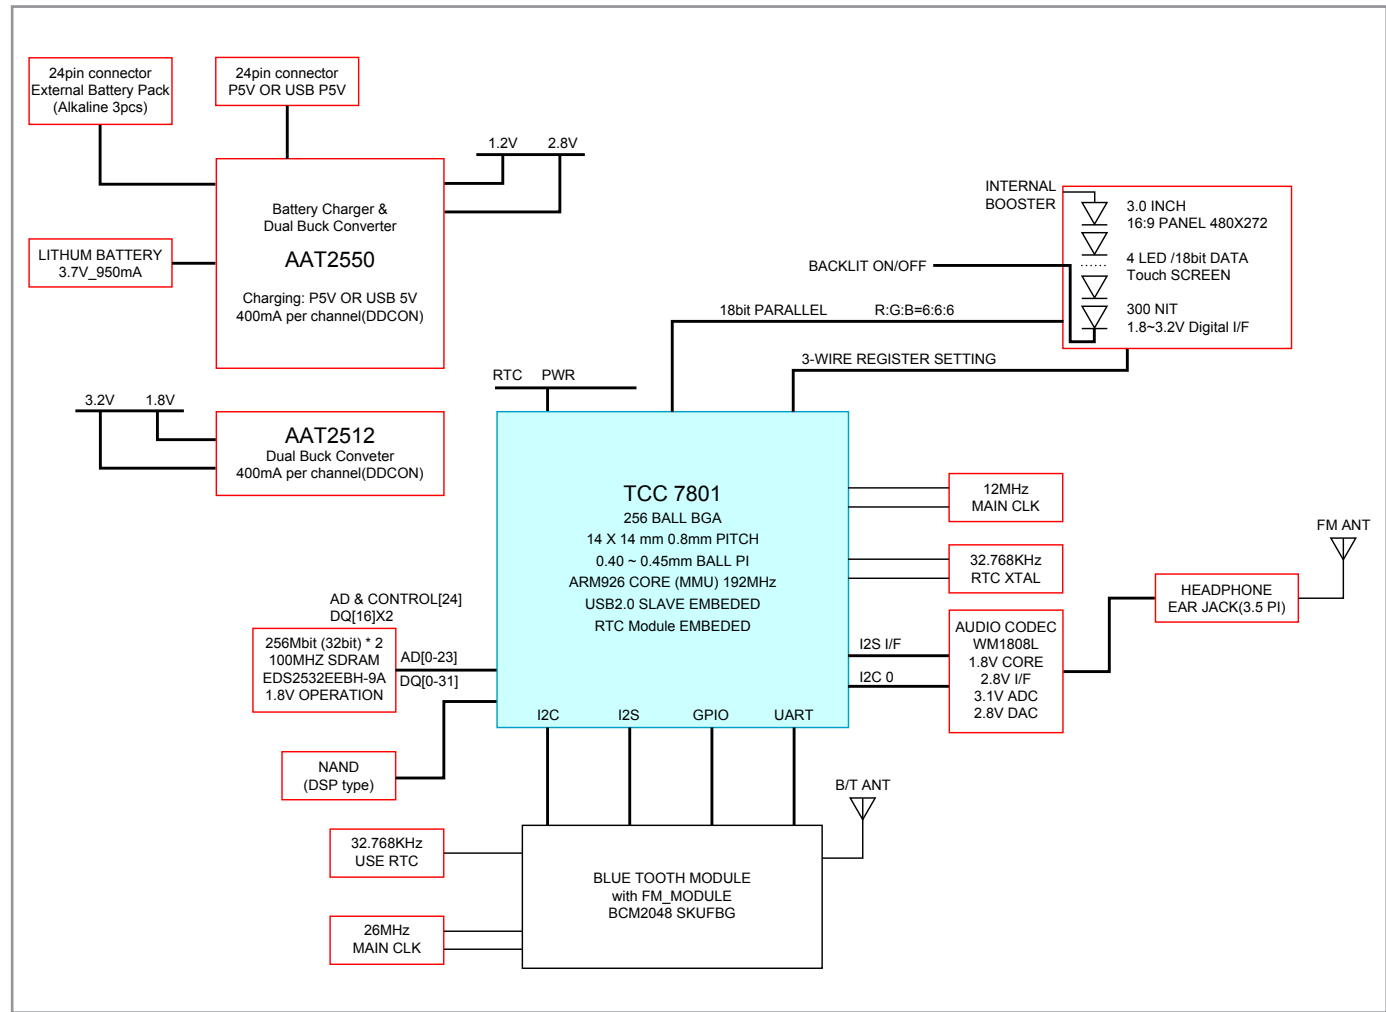 24pin connector
External Battery Pack
(Alkaline 3pcs)
24pin connector
P5V OR USB P5V
1.2V
2.8V
Battery Charger &
Dual Buck Converter
AAT2550
Charging: P5V OR USB 5V
400mA per channel(DDCON)
LITHUM BATTERY
3.7V_950mA
INTERNAL
BOOSTER
3.0 INCH
16:9 PANEL 480X272
4 LED /18bit DATA
Touch SCREEN
300 NIT
1.8~3.2V Digital I/F
BACKLIT ON/OFF
18bit PARALLEL
R:G:B=6:6:6
3-WIRE REGISTER SETTING
RTC
PWR
3.2V
1.8V
AAT2512
Dual Buck Conveter
400mA per channel(DDCON)
TCC 7801
256 BALL BGA
14 X 14 mm 0.8mm PITCH
0.40 ~ 0.45mm BALL PI
ARM926 CORE (MMU) 192MHz
USB2.0 SLAVE EMBEDED
RTC Module EMBEDED
12MHz
MAIN CLK
32.768KHz
RTC XTAL
FM ANT
HEADPHONE
EAR JACK(3.5 PI)
AUDIO CODEC
WM1808L
1.8V CORE
2.8V I/F
3.1V ADC
2.8V DAC
I2S I/F
I2C 0
AD & CONTROL[24]
DQ[16]X2
256Mbit (32bit) * 2
100MHZ SDRAM
EDS2532EEBH-9A
1.8V OPERATION
AD[0-23]
DQ[0-31]
I2C
I2S
GPIO
UART
NAND
(DSP type)
B/T ANT
32.768KHz
USE RTC
BLUE TOOTH MODULE
with FM_MODULE
BCM2048 SKUFBG
26MHz
MAIN CLK